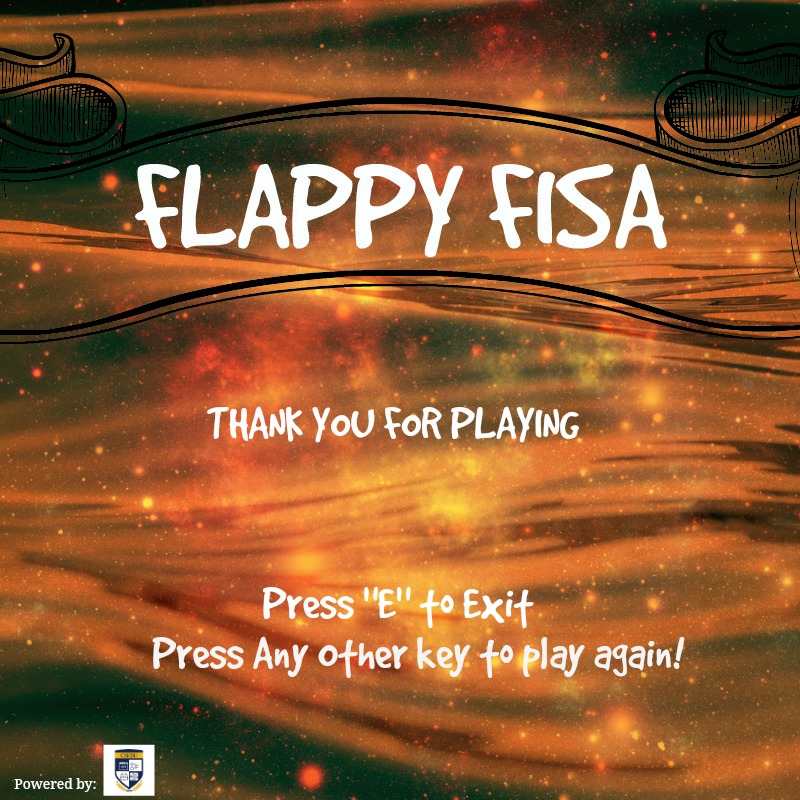 FLAPPY FISA
THANK YOU FOR PLAYING
Press "E" to Exit
Press Any other key to play again!
Powered by: